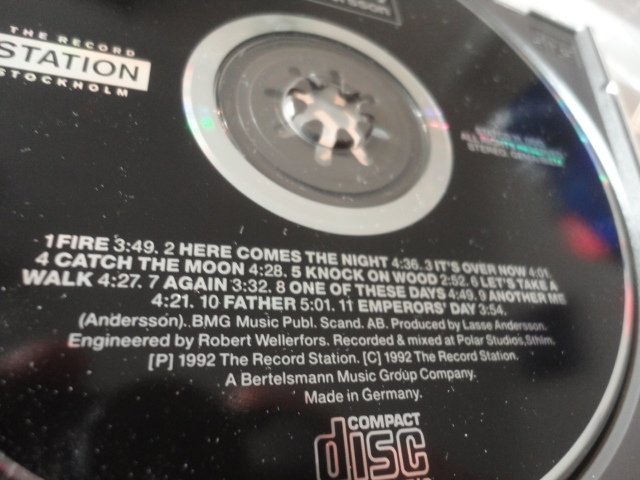 THE RECORD
STATION
STOCKHOLM
ALL RIGHTS RESERVED
STEREO.
1 FIRE 3:49. 2 HERE COMES THE NIGHT 4:36. 3 IT'S OVER NOW 4:01.
4 CATCH THE MOON 4:28. 5 KNOCK ON WOOD 2:52. 6 LET'S TAKE A
WALK 4:27. 7 AGAIN 3:32. 8 ONE OF THESE DAYS 4:49. 9 ANOTHER ME
4:21. 10 FATHER 5:01. 11 EMPERORS' DAY 3:54.
(Andersson). BMG Music Publ. Scand. AB. Produced by Lasse Andersson.
Engineered by Robert Wellerfors. Recorded & mixed at Polar Studios, Sthlm.
[P] 1992 The Record Station. [C] 1992 The Record Station.
A Bertelsmann Music Group Company.
Made in Germany.
COMPACT
disc